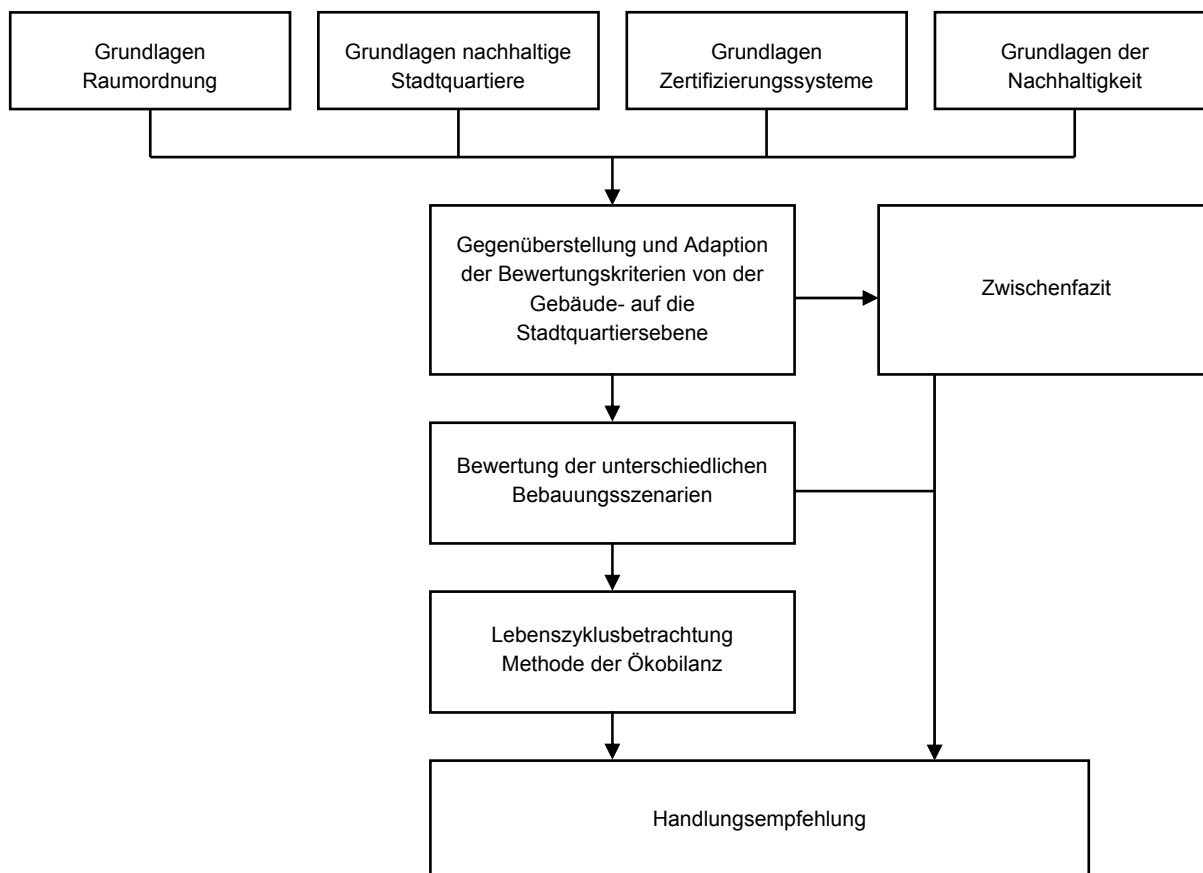 Grundlagen
Raumordnung
Grundlagen nachhaltige
Stadtquartiere
Grundlagen
Zertifizierungssysteme
Grundlagen der
Nachhaltigkeit
Gegenüberstellung und Adaption
der Bewertungskriterien von der
Gebäude- auf die
Stadtquartiersebene
Zwischenfazit
Bewertung der unterschiedlichen
Bebauungsszenarien
Lebenszyklusbetrachtung
Methode der Ökobilanz
Handlungsempfehlung